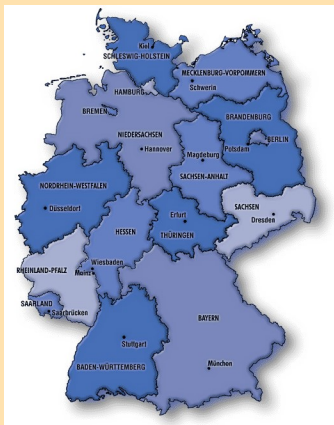 Kiel
SCHLESWIG-HOLSTEIN
MECKLENBURG-VORPOMMERN
Schwerin
HAMBURG
BREMEN
BRANDENBURG
BERLIN
NIEDERSACHSEN
Hannover
Potsdam
Magdeburg
SACHSEN-ANHALT
NORDRHEIN-WESTFALEN
Düsseldorf
SACHSEN
Dresden
Erfurt
THÜRINGEN
HESSEN
Wiesbaden
RHEINLAND-PFALZ
Mainz
SAARLAND
Saarbrücken
BAYERN
Stuttgart
BADEN-WÜRTTEMBERG
München